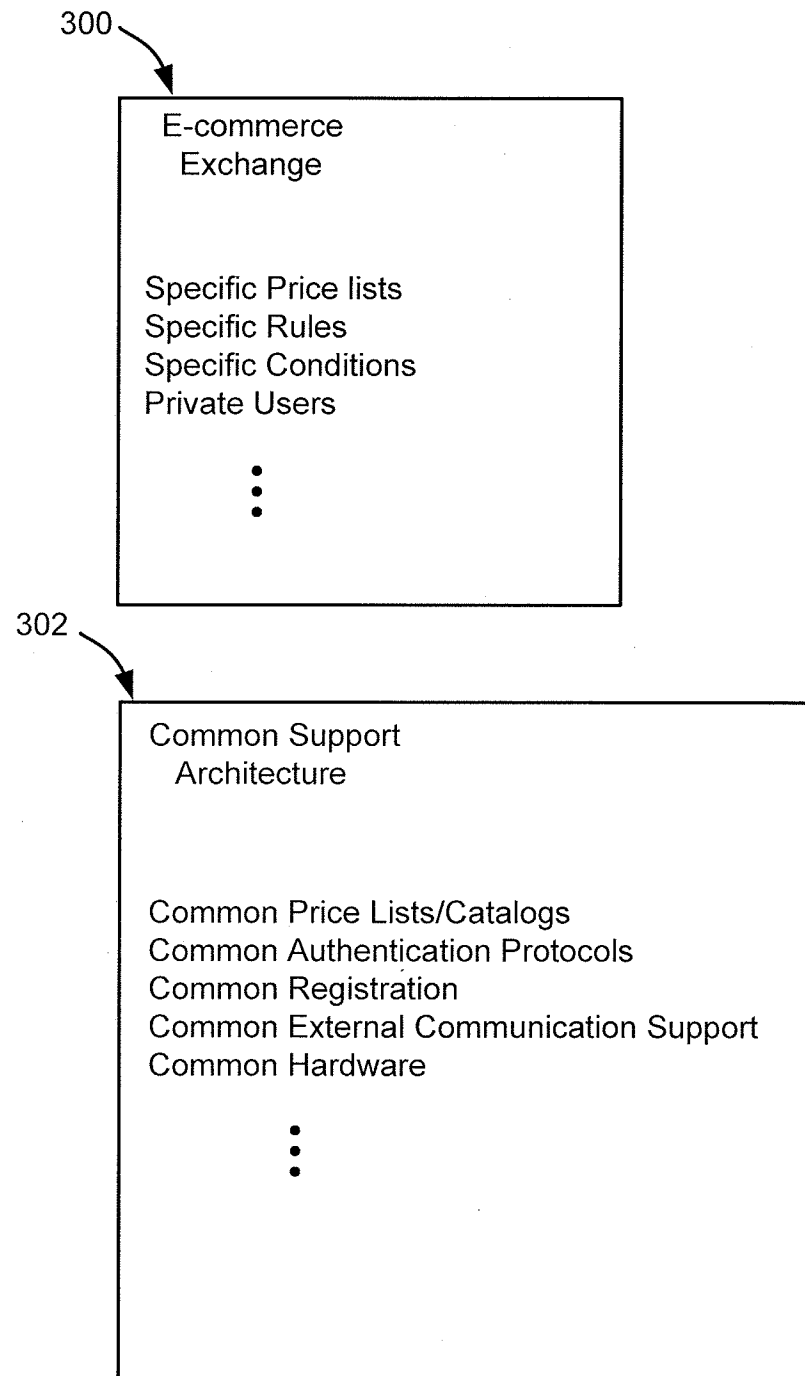 300
E-commerce
Exchange
Specific Price lists
Specific Rules
Specific Conditions
Private Users
302
Common Support
Architecture
Common Price Lists/Catalogs
Common Authentication Protocols
Common Registration
Common External Communication Support
Common Hardware